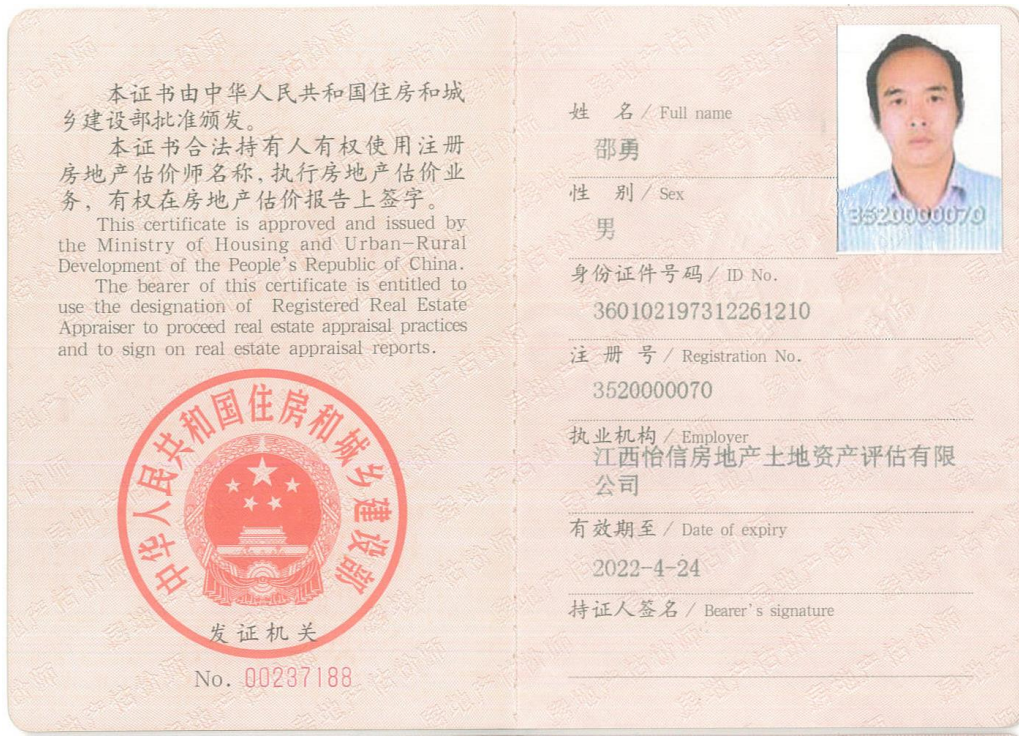 本证书由中华人民共和国住房和城
乡建设部批准颁发。
本证书合法持有人有权使用注册
房地产估价师名称,执行房地产估价业
务,有权在房地产估价报告上签字。
This certificate is approved and issued by
the Ministry of Housing and Urban-Rural
Development of the People's Republic of China.
The bearer of this certificate is entitled to
use the designation of Registered Real Estate
Appraiser to proceed real estate appraisal practices
and to sign on real estate appraisal reports.
中华人民共和国住房和城乡建设部
发证机关
No. 00237188
姓 名 / Full name
邵勇
性 别 / Sex
男
身份证件号码 / ID No.
360102197312261210
注 册 号 / Registration No.
3520000070
执业机构 / Employer
江西怡信房地产土地资产评估有限
公司
有效期至 / Date of expiry
2022-4-24
持证人签名 / Bearer's signature
3520000070
房地产估价师